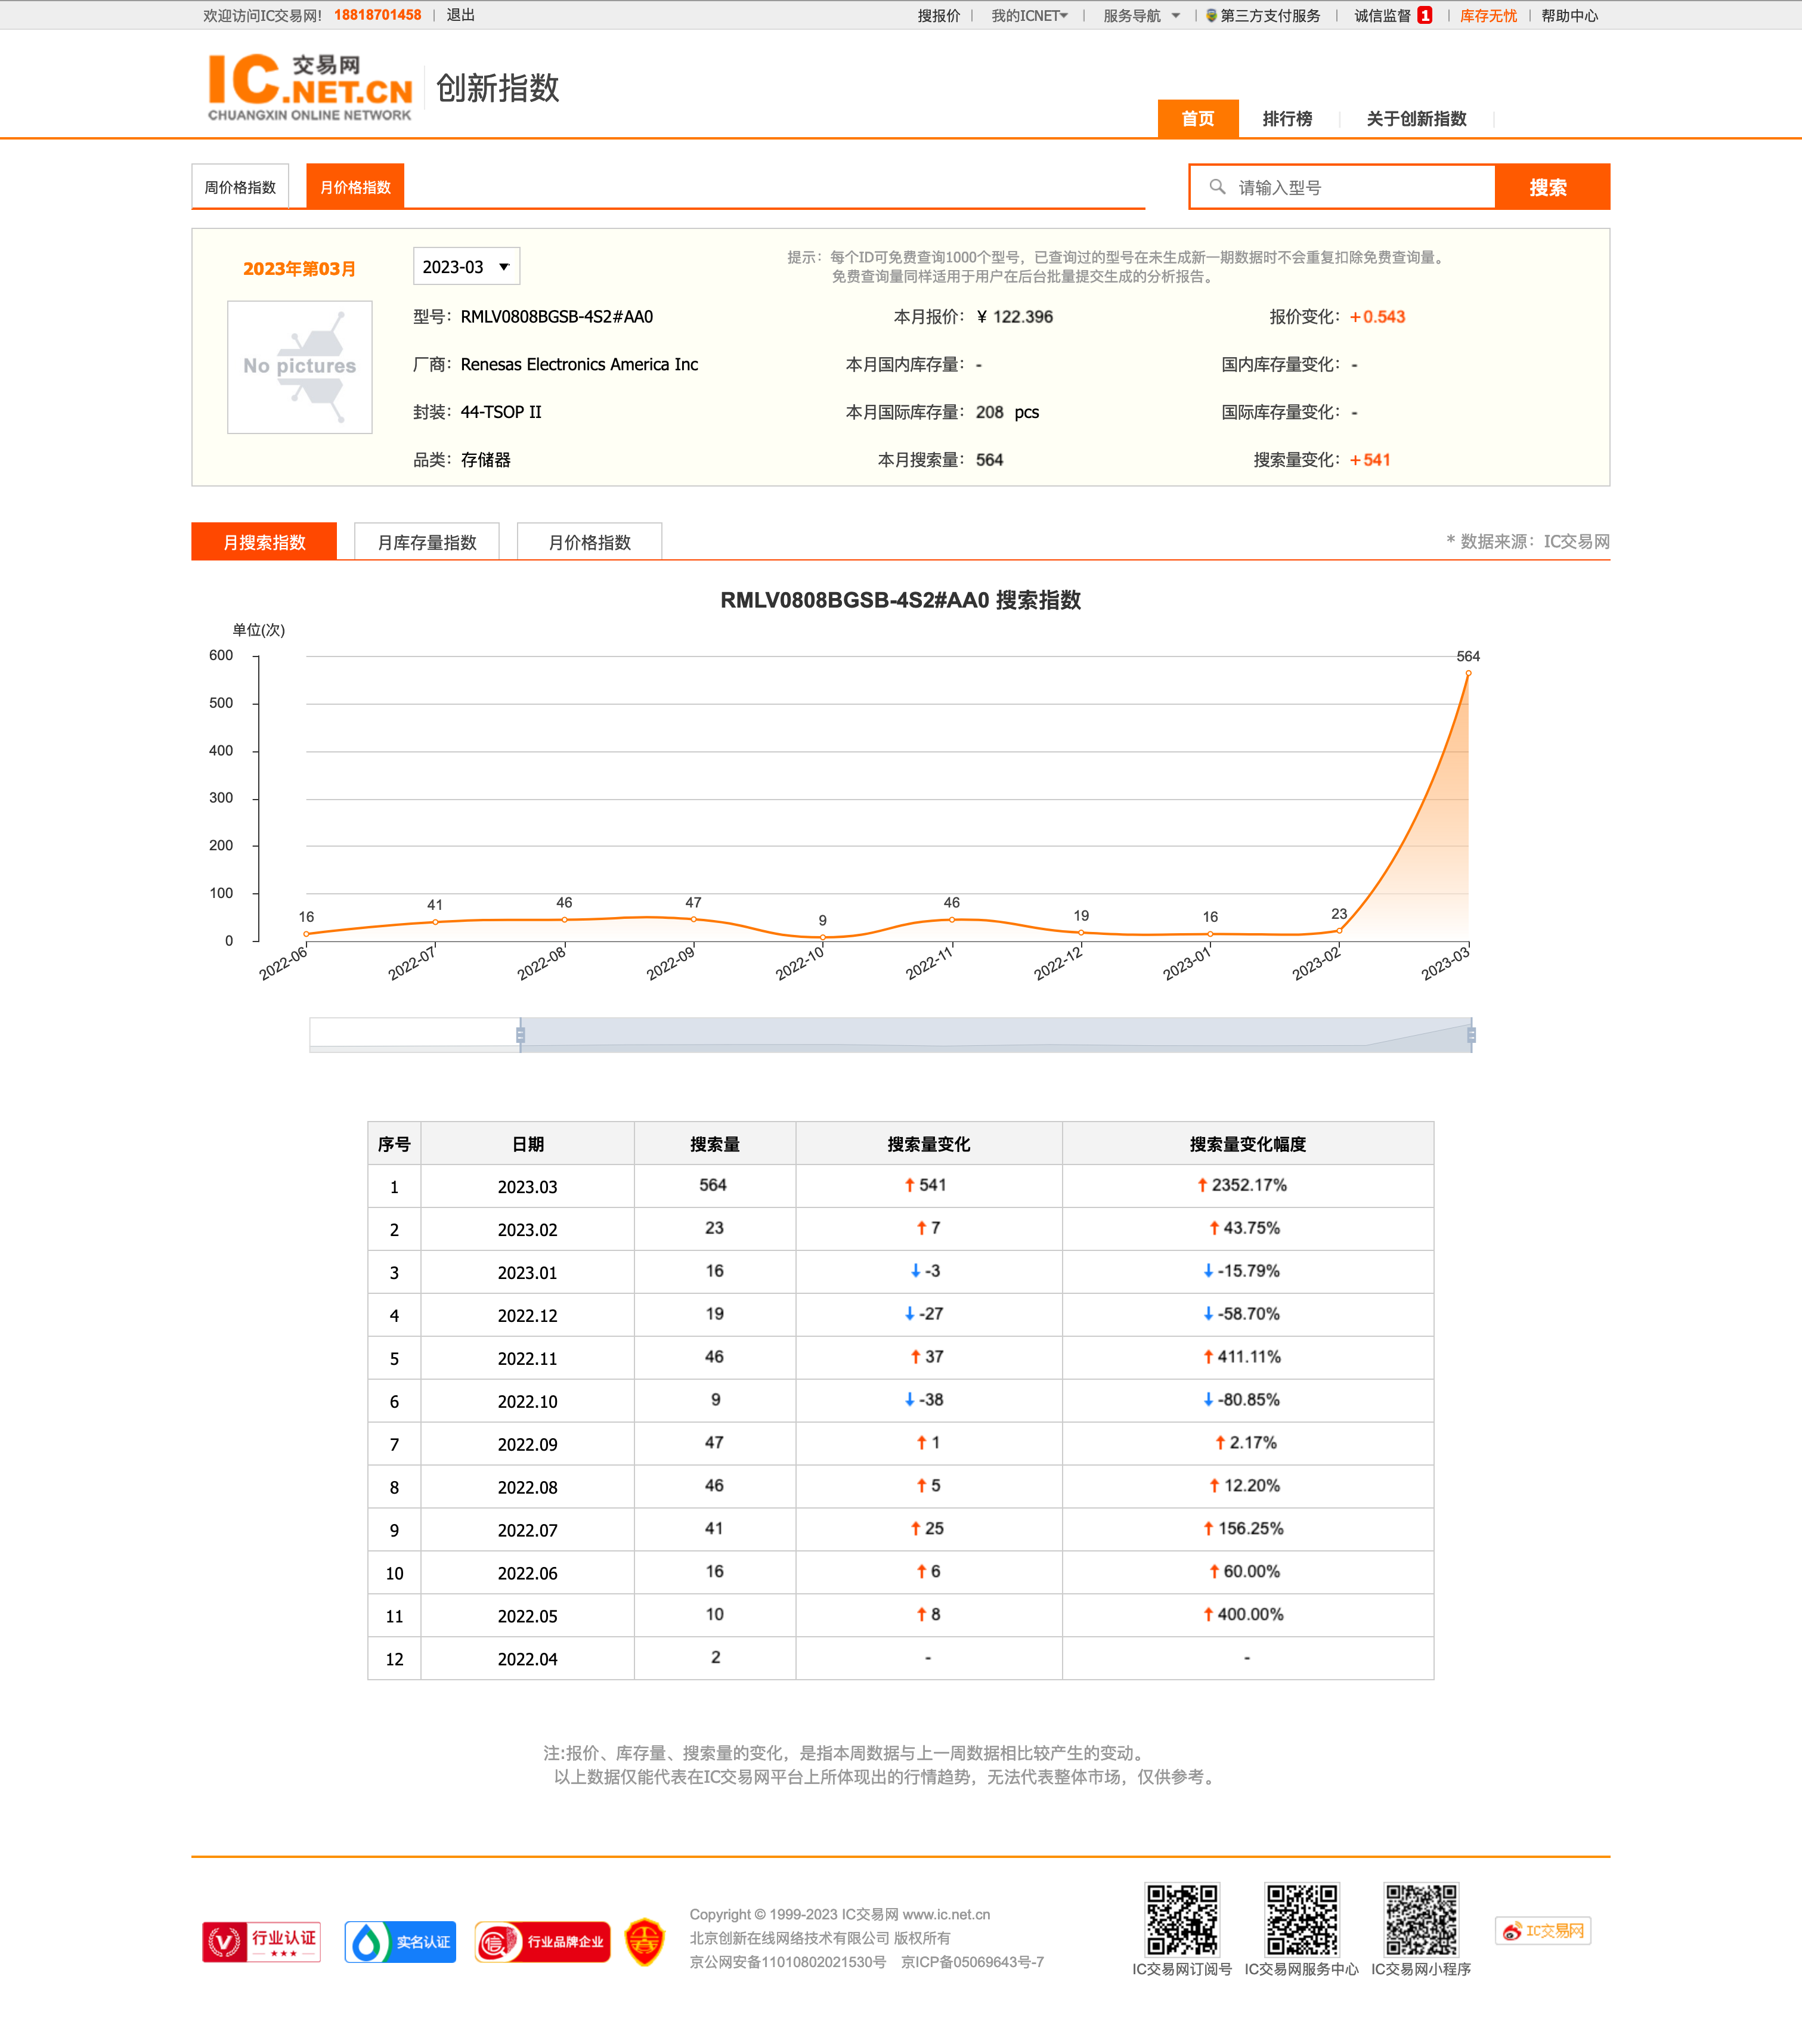 欢迎访问IC交易网! 18818701458 | 退出
搜报价 | 我的ICNET | 服务导航 | 第三方支付服务 | 诚信监督 1 | 库存无忧 | 帮助中心
IC 交易网
.NET.CN
CHUANGXIN ONLINE NETWORK
创新指数
首页 排行榜 关于创新指数
周价格指数 月价格指数
请输入型号 搜索
2023年第03月 2023-03
提示：每个ID可免费查询1000个型号，已查询过的型号在未生成新一期数据时不会重复扣除免费查询量。
免费查询量同样适用于用户在后台批量提交生成的分析报告。
No pictures
型号：RMLV0808BGSB-4S2#AA0 本月报价：¥ 122.396 报价变化：+0.543
厂商：Renesas Electronics America Inc 本月国内库存量：- 国内库存量变化：-
封装：44-TSOP II 本月国际库存量：208 pcs 国际库存量变化：-
品类：存储器 本月搜索量：564 搜索量变化：+541
月搜索指数 月库存量指数 月价格指数 * 数据来源：IC交易网
RMLV0808BGSB-4S2#AA0 搜索指数
单位(次)
600
500
400
300
200
100
0
16 41 46 47 9 46 19 16 23 564
2022-06 2022-07 2022-08 2022-09 2022-10 2022-11 2022-12 2023-01 2023-02 2023-03
序号 日期 搜索量 搜索量变化 搜索量变化幅度
1 2023.03 564 ↑ 541 ↑ 2352.17%
2 2023.02 23 ↑ 7 ↑ 43.75%
3 2023.01 16 ↓ -3 ↓ -15.79%
4 2022.12 19 ↓ -27 ↓ -58.70%
5 2022.11 46 ↑ 37 ↑ 411.11%
6 2022.10 9 ↓ -38 ↓ -80.85%
7 2022.09 47 ↑ 1 ↑ 2.17%
8 2022.08 46 ↑ 5 ↑ 12.20%
9 2022.07 41 ↑ 25 ↑ 156.25%
10 2022.06 16 ↑ 6 ↑ 60.00%
11 2022.05 10 ↑ 8 ↑ 400.00%
12 2022.04 2 - -
注:报价、库存量、搜索量的变化，是指本周数据与上一周数据相比较产生的变动。
以上数据仅能代表在IC交易网平台上所体现出的行情趋势，无法代表整体市场，仅供参考。
行业认证
实名认证
信 行业品牌企业
Copyright © 1999-2023 IC交易网 www.ic.net.cn
北京创新在线网络技术有限公司 版权所有
京公网安备11010802021530号 京ICP备05069643号-7
IC交易网订阅号 IC交易网服务中心 IC交易网小程序
IC交易网